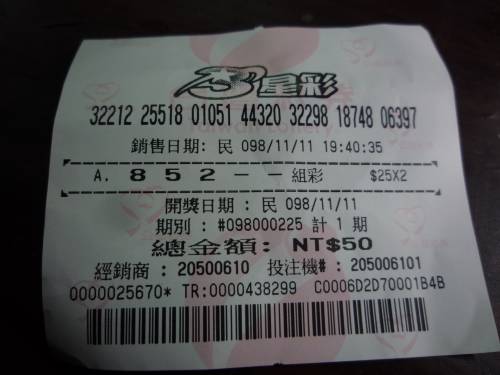 3星彩
32212 25518 01051 44320 32298 18748 06397
銷售日期: 民 098/11/11 19:40:35
A. 8 5 2 - - 組彩 $25X2
開獎日期 : 民 098/11/11
期別 : #098000225 計 1 期
總金額: NT$50
經銷商 : 20500610 投注機# : 205006101
0000025670* TR:0000438299 C0006D2D70001B4B